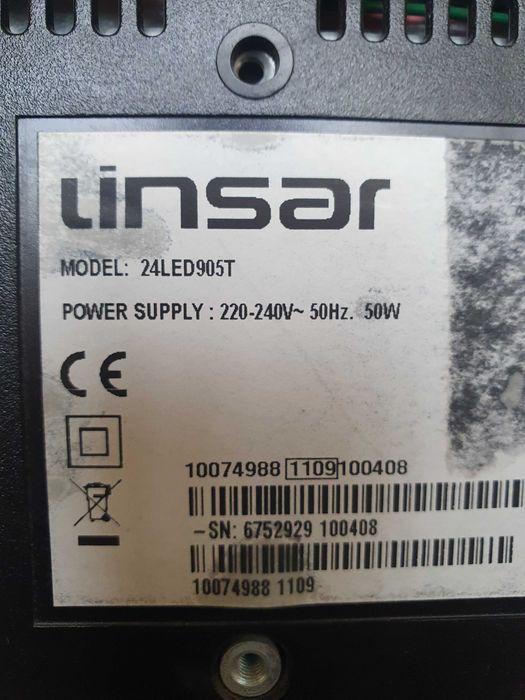 Linsar
MODEL: 24LED905T
POWER SUPPLY : 220-240V~ 50Hz. 50W
CE
10074988 1109 100408
-SN: 6752929 100408
10074988 1109